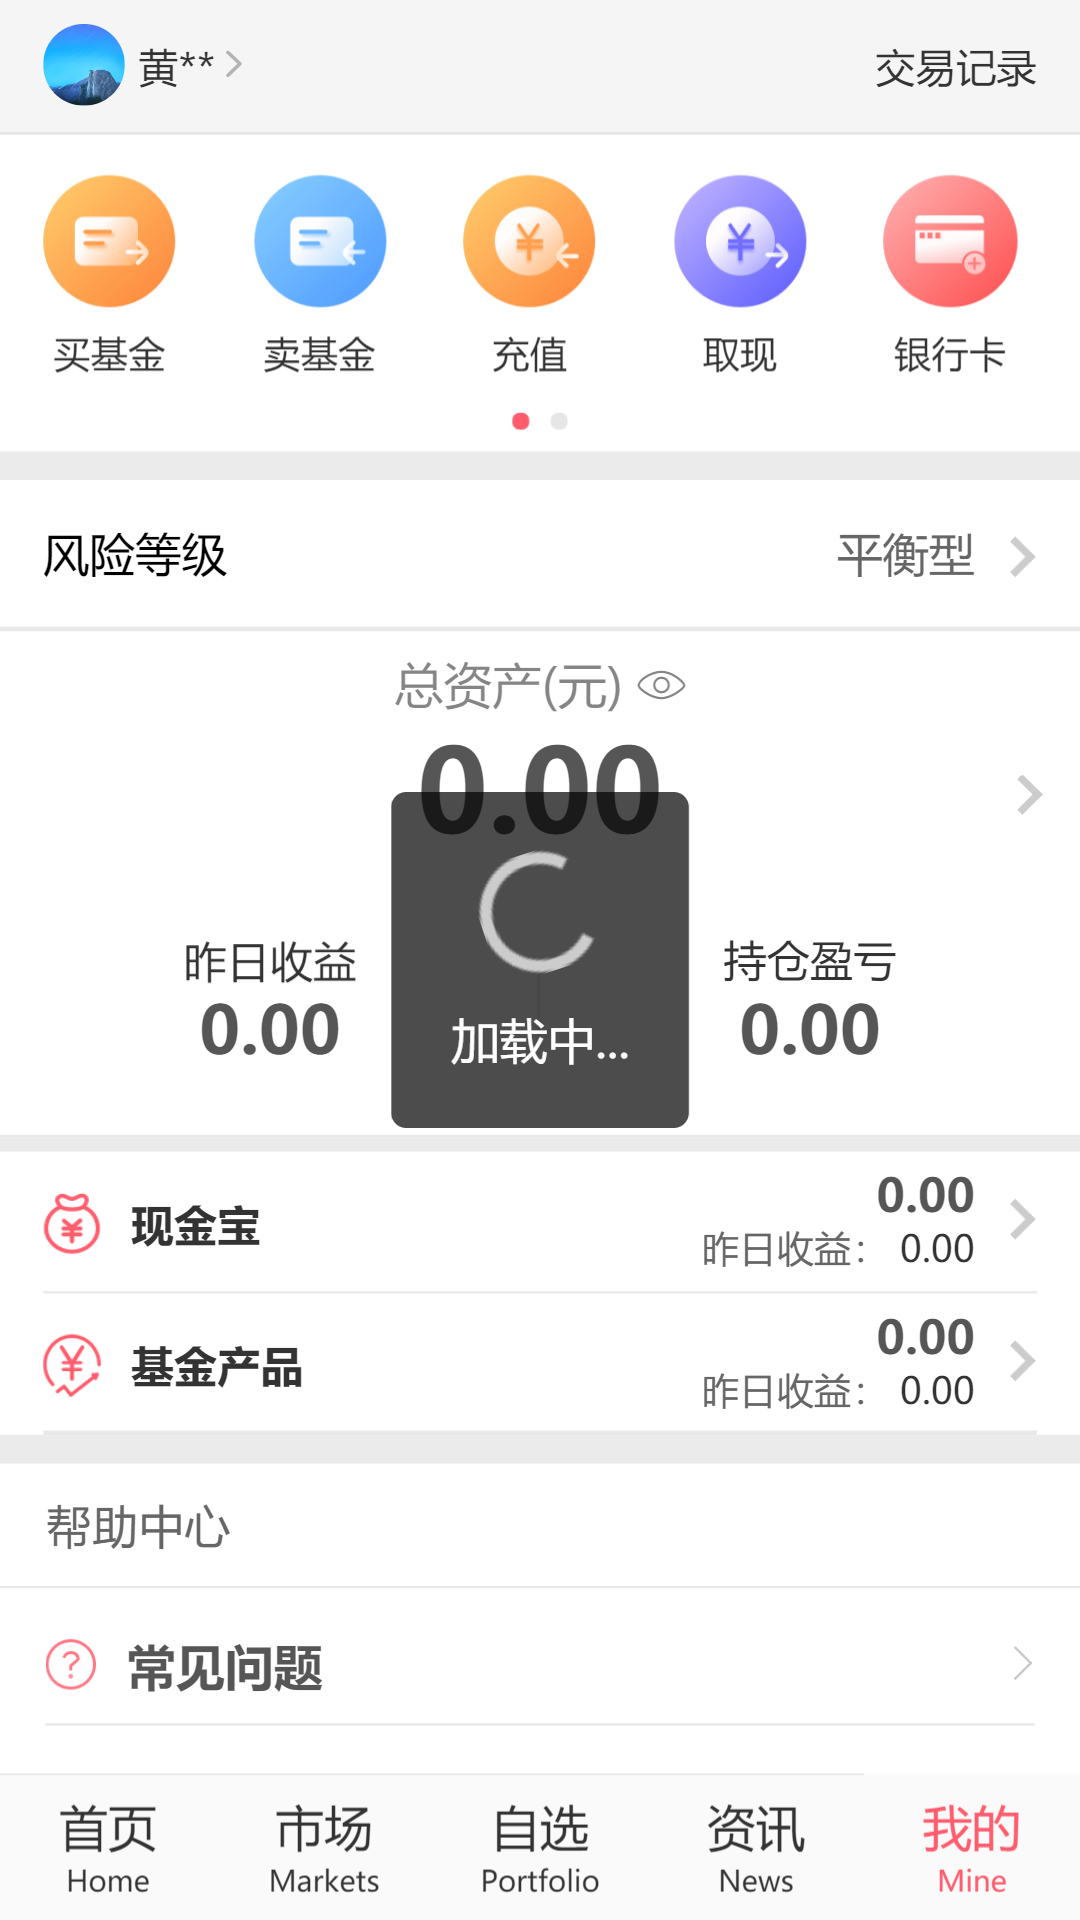 黄**
交易记录
买基金
卖基金
充值
取现
银行卡
风险等级
平衡型
总资产(元)
0.00
昨日收益
0.00
持仓盈亏
0.00
加载中...
现金宝
0.00
昨日收益： 0.00
基金产品
0.00
昨日收益： 0.00
帮助中心
常见问题
首页
Home
市场
Markets
自选
Portfolio
资讯
News
我的
Mine